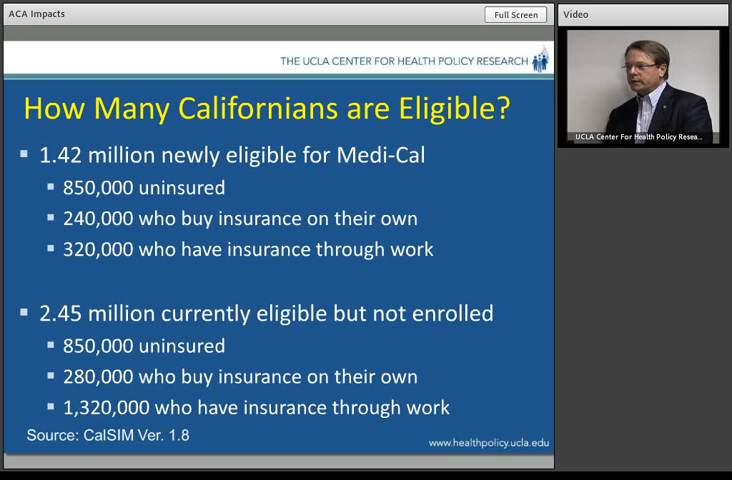 ACA Impacts
Full Screen
Video
THE UCLA CENTER FOR HEALTH POLICY RESEARCH
How Many Californians are Eligible?
1.42 million newly eligible for Medi-Cal
850,000 uninsured
240,000 who buy insurance on their own
320,000 who have insurance through work
2.45 million currently eligible but not enrolled
850,000 uninsured
280,000 who buy insurance on their own
1,320,000 who have insurance through work
Source: CalSIM Ver. 1.8
www.healthpolicy.ucla.edu
UCLA Center For Health Policy Resea...